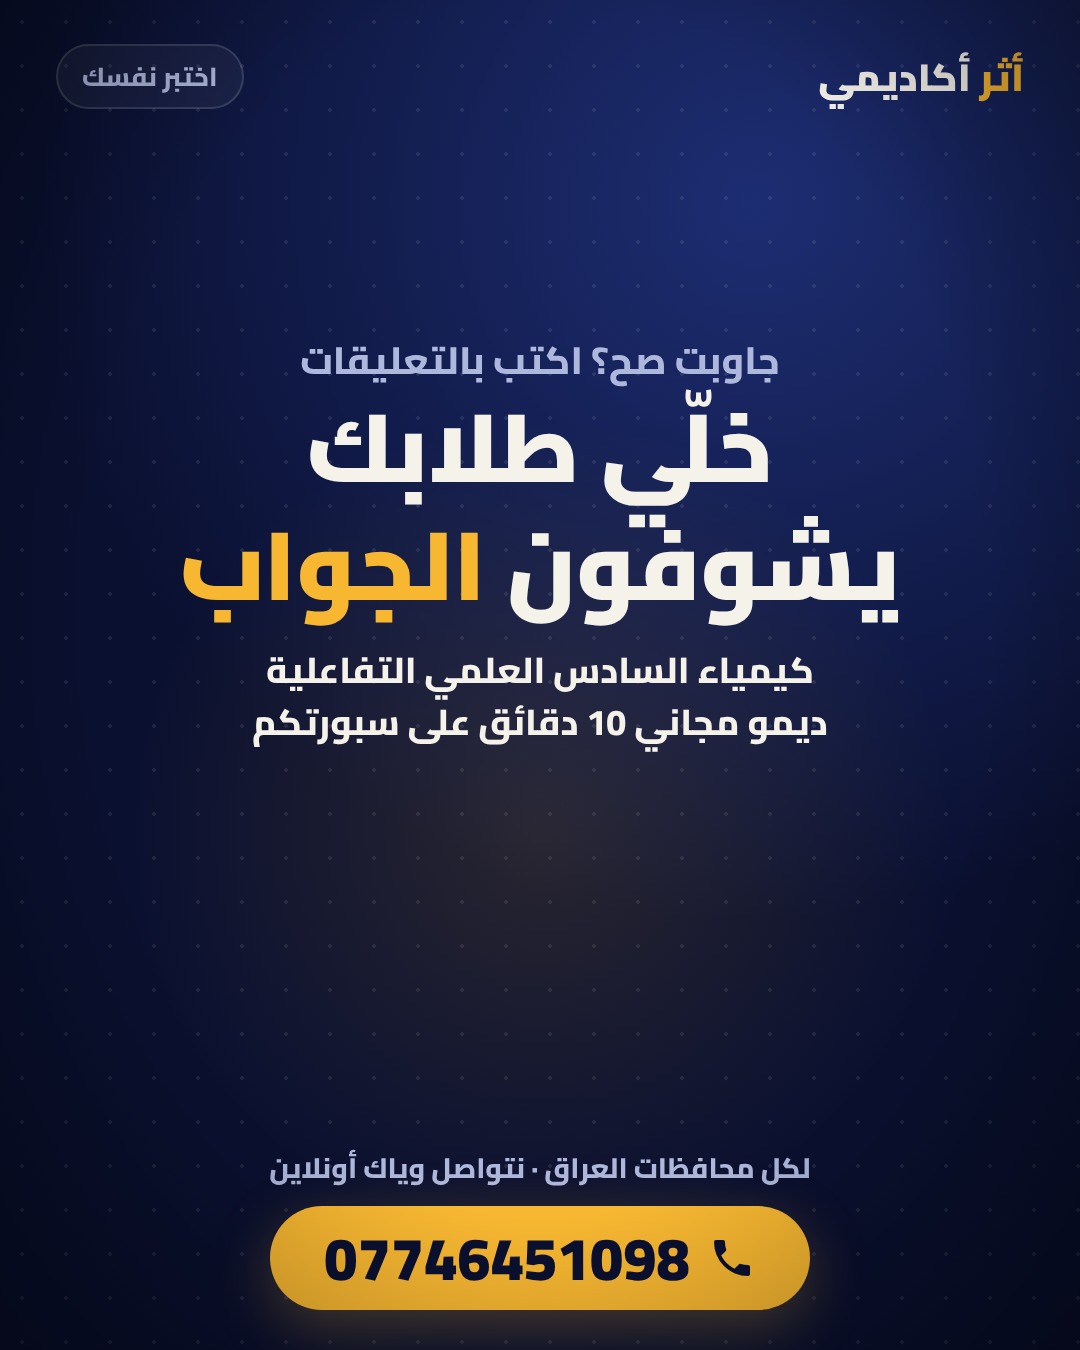 أثر أكاديمي
اختبر نفسك
جاوبت صح؟ اكتب بالتعليقات
خلّي طلابك
يشوفون الجواب
كيمياء السادس العلمي التفاعلية
ديمو مجاني 10 دقائق على سبورتكم
لكل محافظات العراق · نتواصل وياك أونلاين
07746451098